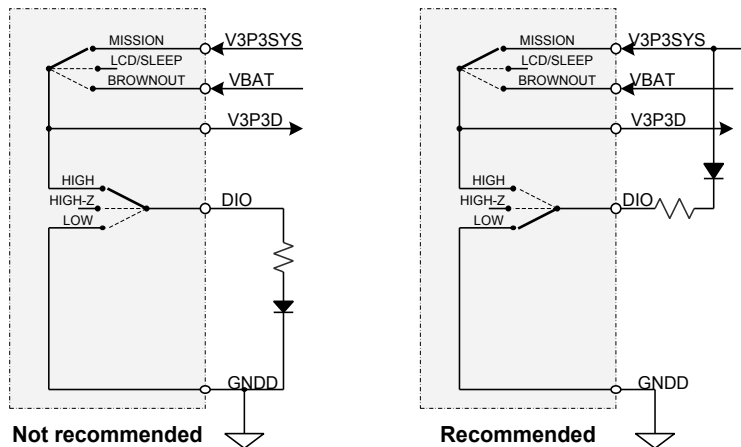 MISSION
V3P3SYS
LCD/SLEEP
BROWNOUT
VBAT
V3P3D
HIGH
HIGH-Z
LOW
DIO
GNDD
Not recommended
MISSION
V3P3SYS
LCD/SLEEP
BROWNOUT
VBAT
V3P3D
HIGH
HIGH-Z
LOW
DIO
GNDD
Recommended